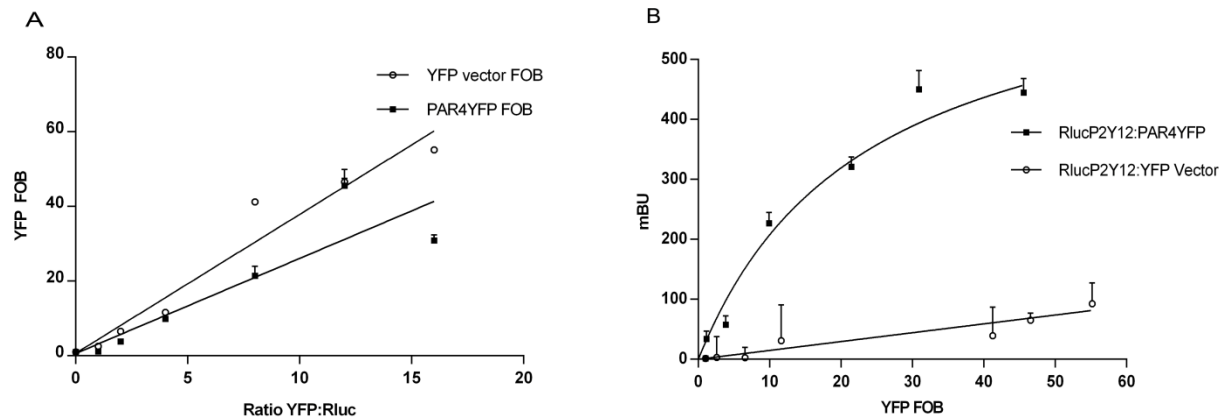 A
80
60
40
20
0
YFP FOB
YFP vector FOB
PAR4YFP FOB
0 5 10 15 20
Ratio YFP:Rluc
B
500
400
300
200
100
0
mBU
RlucP2Y12:PAR4YFP
RlucP2Y12:YFP Vector
0 10 20 30 40 50 60
YFP FOB